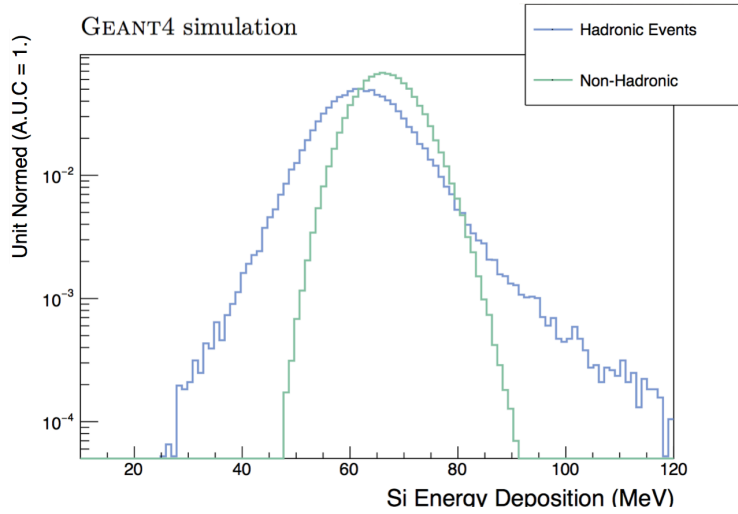 GEANT4 simulation
Hadronic Events
Non-Hadronic
Unit Normed (A.U.C = 1.)
10⁻²
10⁻³
10⁻⁴
20 40 60 80 100 120
Si Energy Deposition (MeV)